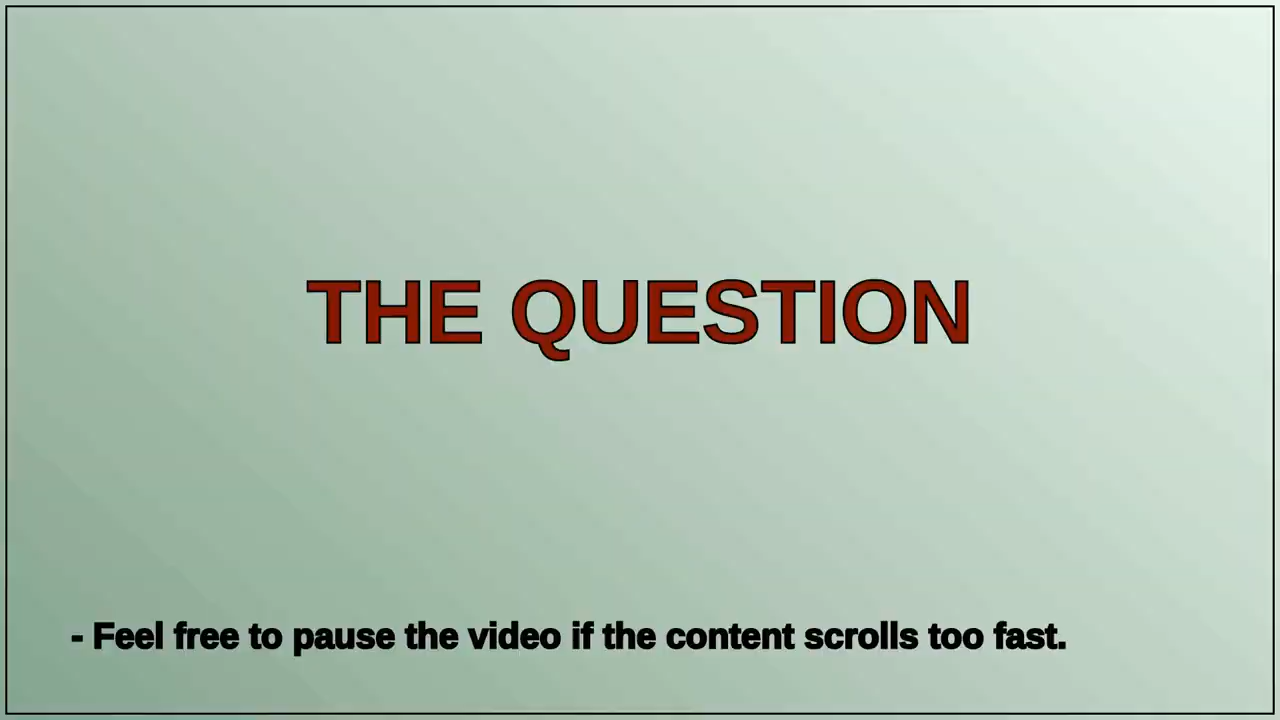 THE QUESTION
- Feel free to pause the video if the content scrolls too fast.